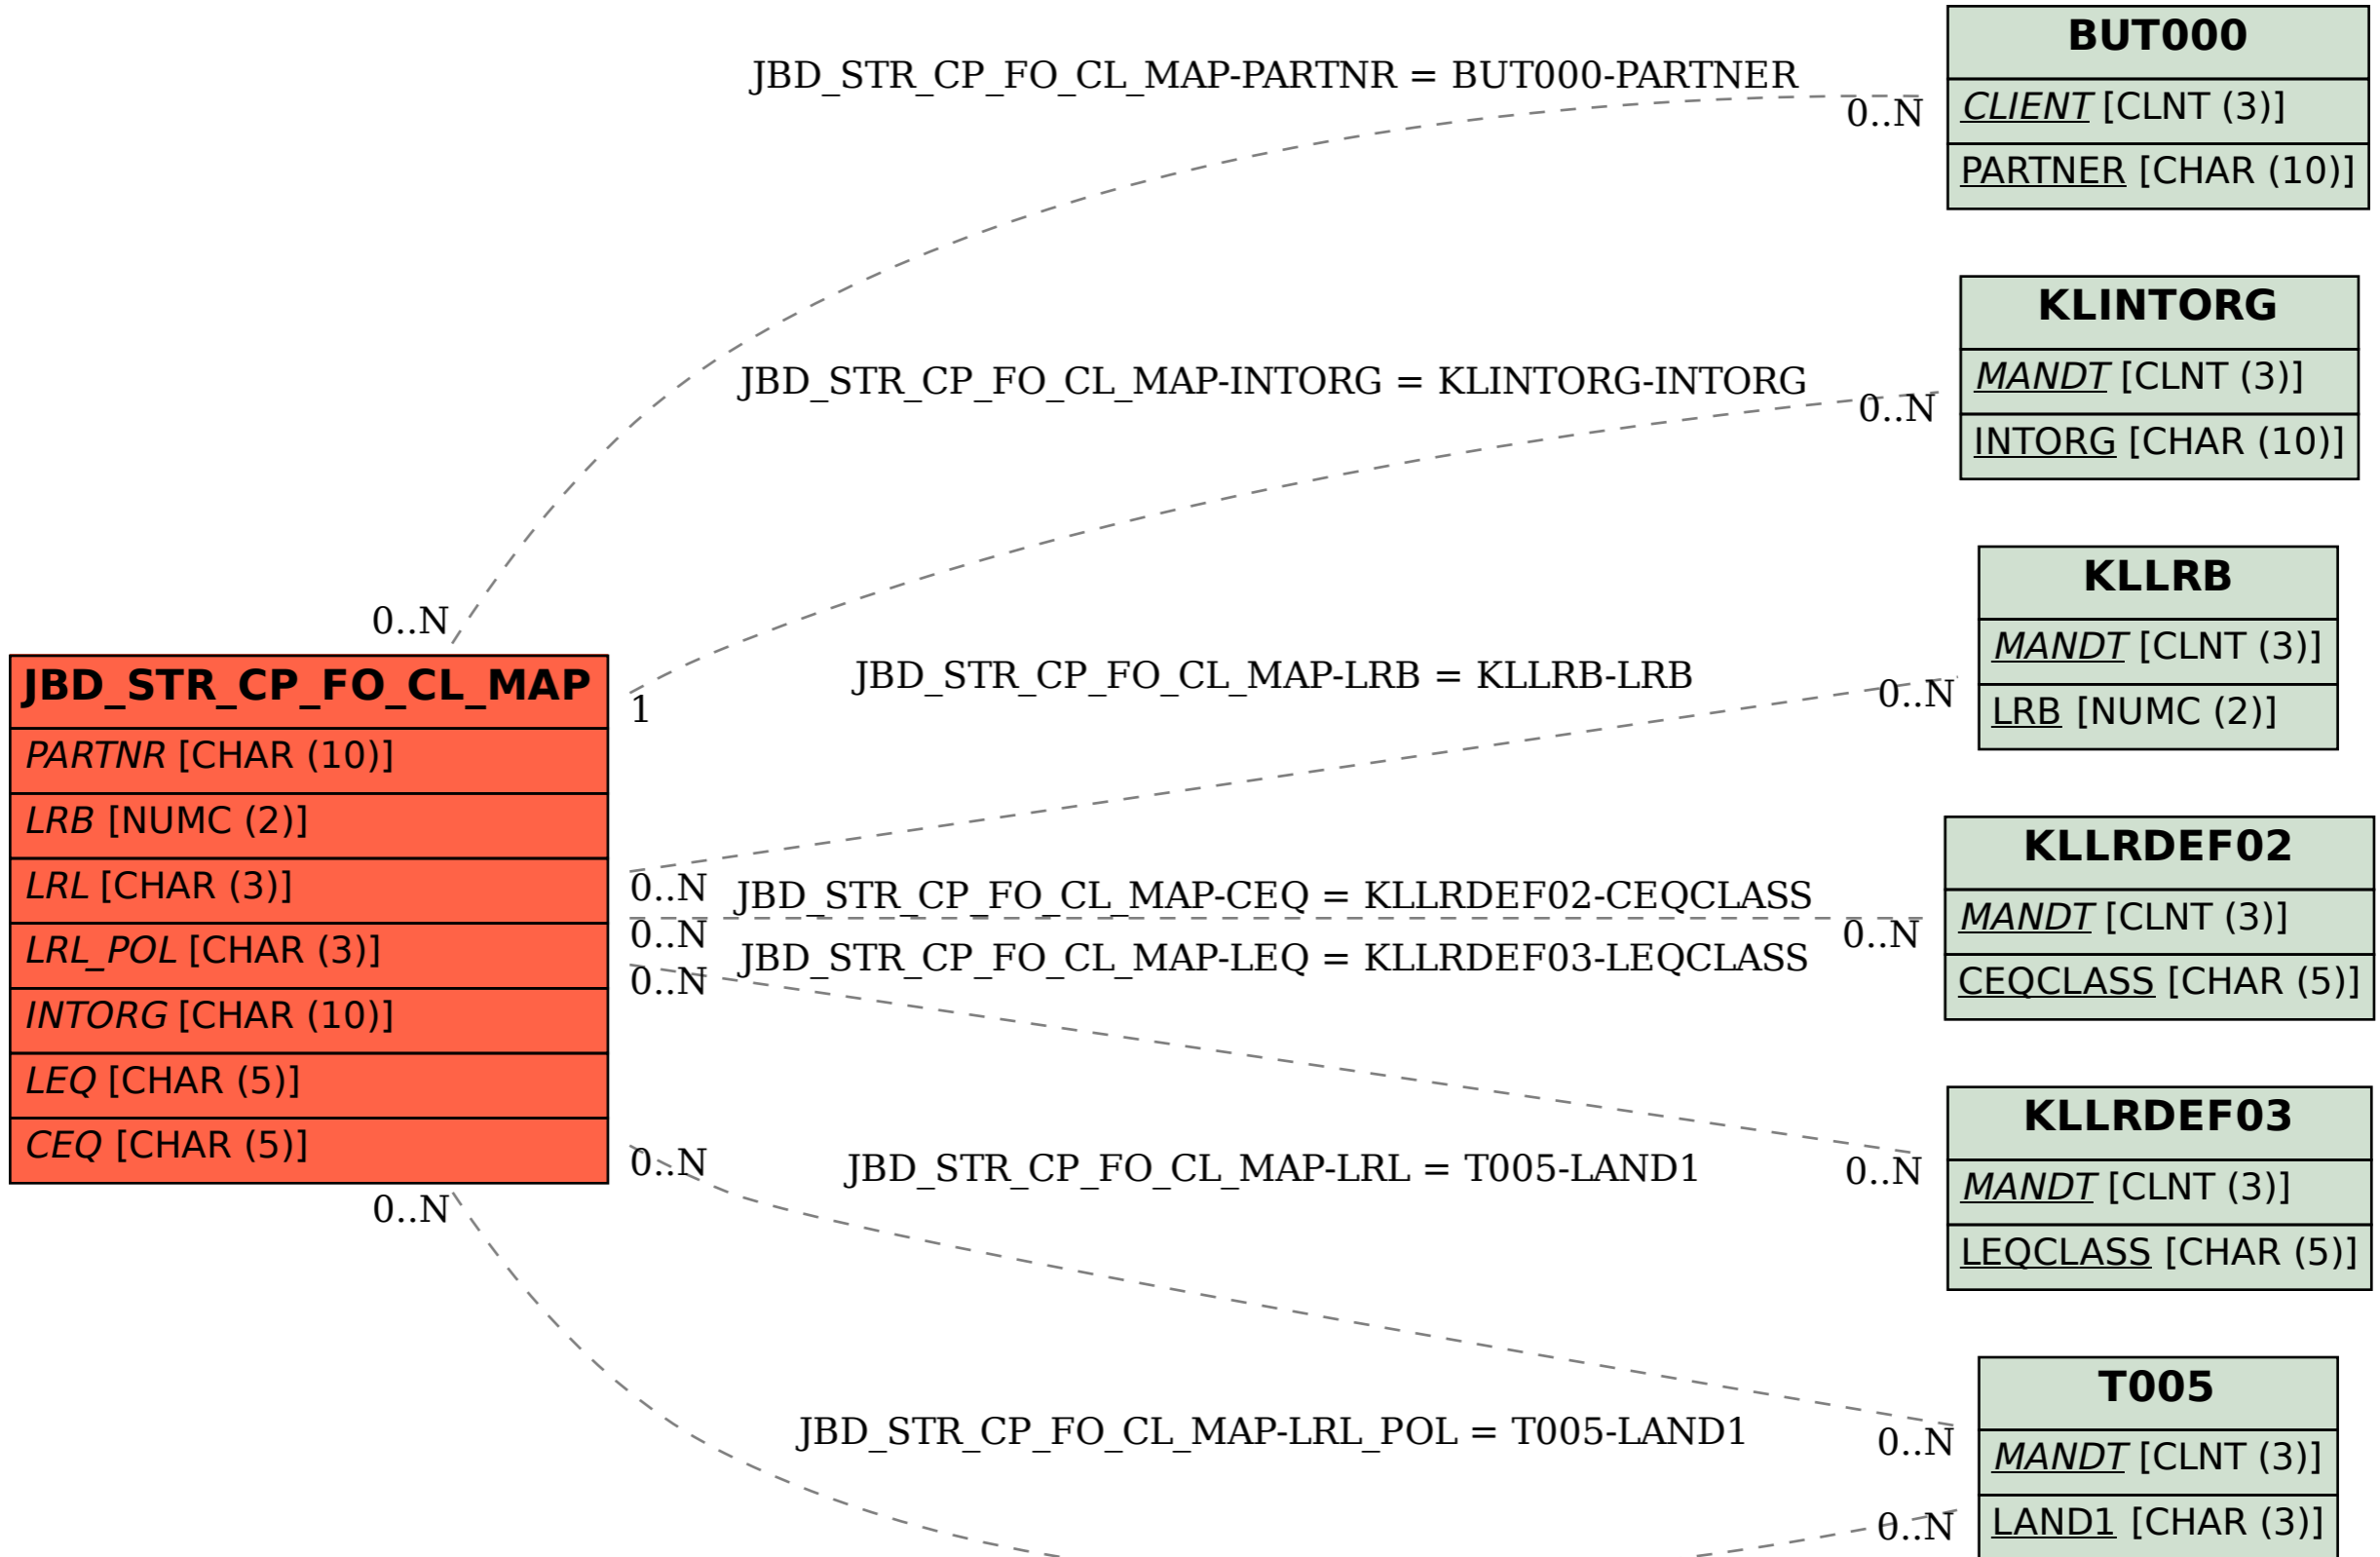 BUT000
JBD_STR_CP_FO_CL_MAP-PARTNR = BUT000-PARTNER
0..N
CLIENT [CLNT (3)]
PARTNER [CHAR (10)]
KLINTORG
JBD_STR_CP_FO_CL_MAP-INTORG = KLINTORG-INTORG
0..N
MANDT [CLNT (3)]
INTORG [CHAR (10)]
KLLRB
0..N
JBD_STR_CP_FO_CL_MAP-LRB = KLLRB-LRB
0..N
MANDT [CLNT (3)]
LRB [NUMC (2)]
JBD_STR_CP_FO_CL_MAP
1
PARTNR [CHAR (10)]
LRB [NUMC (2)]
LRL [CHAR (3)]
LRL_POL [CHAR (3)]
INTORG [CHAR (10)]
LEQ [CHAR (5)]
CEQ [CHAR (5)]
KLLRDEF02
0..N
JBD_STR_CP_FO_CL_MAP-CEQ = KLLRDEF02-CEQCLASS
0..N
0..N
MANDT [CLNT (3)]
CEQCLASS [CHAR (5)]
JBD_STR_CP_FO_CL_MAP-LEQ = KLLRDEF03-LEQCLASS
0..N
KLLRDEF03
0..N
JBD_STR_CP_FO_CL_MAP-LRL = T005-LAND1
0..N
MANDT [CLNT (3)]
LEQCLASS [CHAR (5)]
0..N
T005
JBD_STR_CP_FO_CL_MAP-LRL_POL = T005-LAND1
0..N
MANDT [CLNT (3)]
0..N
LAND1 [CHAR (3)]